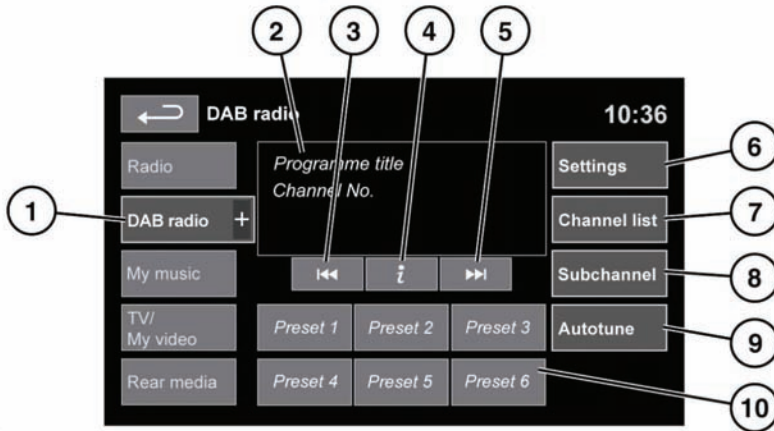 2
3
4
5
DAB radio
10:36
6
Radio
Programme title
Settings
Channel No.
7
1
DAB radio +
Channel list
My music
i
Subchannel
8
TV/
My video
Preset 1
Preset 2
Preset 3
Autotune
9
Rear media
Preset 4
Preset 5
Preset 6
10